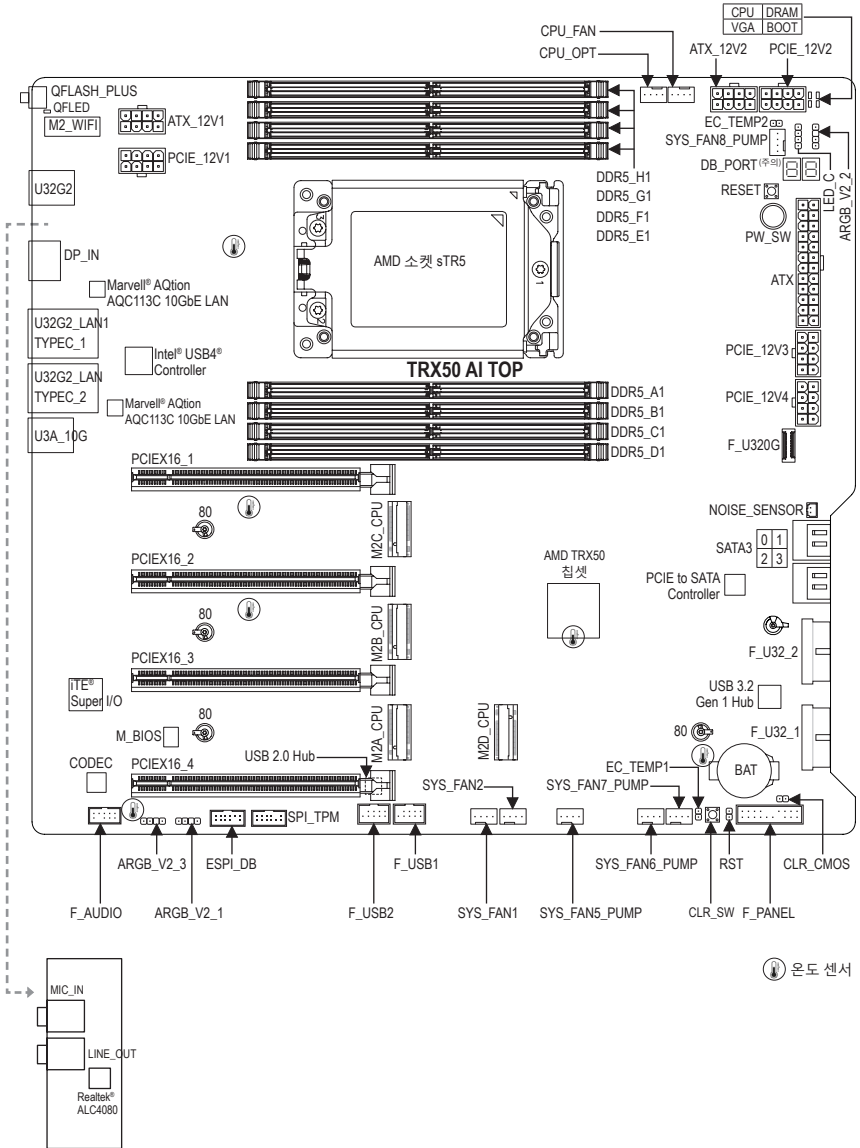 CPU DRAM
VGA BOOT
CPU_FAN
CPU_OPT
ATX_12V2
PCIE_12V2
QFLASH_PLUS
QFLED
M2_WIFI
ATX_12V1
PCIE_12V1
EC_TEMP2
SYS_FAN8_PUMP
DB_PORT(주의)
LED_C
ARGB_V2_2
RESET
PW_SW
DDR5_H1
DDR5_G1
DDR5_F1
DDR5_E1
U32G2
DP_IN
AMD 소켓 sTR5
ATX
Marvell® AQtion
AQC113C 10GbE LAN
U32G2_LAN1
TYPEC_1
Intel® USB4®
Controller
TRX50 AI TOP
PCIE_12V3
U32G2_LAN
TYPEC_2
Marvell® AQtion
AQC113C 10GbE LAN
DDR5_A1
DDR5_B1
DDR5_C1
DDR5_D1
PCIE_12V4
U3A_10G
F_U320G
PCIEX16_1
80
M2C_CPU
NOISE_SENSOR
SATA3
0 1
2 3
PCIEX16_2
AMD TRX50
칩셋
PCIE to SATA
Controller
80
M2B_CPU
F_U32_2
PCIEX16_3
iTE®
Super I/O
USB 3.2
Gen 1 Hub
80
M2A_CPU
M2D_CPU
80
F_U32_1
M_BIOS
CODEC
PCIEX16_4
USB 2.0 Hub
SYS_FAN2
SYS_FAN7_PUMP
EC_TEMP1
BAT
SPI_TPM
ARGB_V2_3
ESPI_DB
F_USB1
SYS_FAN6_PUMP
RST
CLR_CMOS
F_AUDIO
ARGB_V2_1
F_USB2
SYS_FAN1
SYS_FAN5_PUMP
CLR_SW
F_PANEL
온도 센서
MIC_IN
LINE_OUT
Realtek®
ALC4080